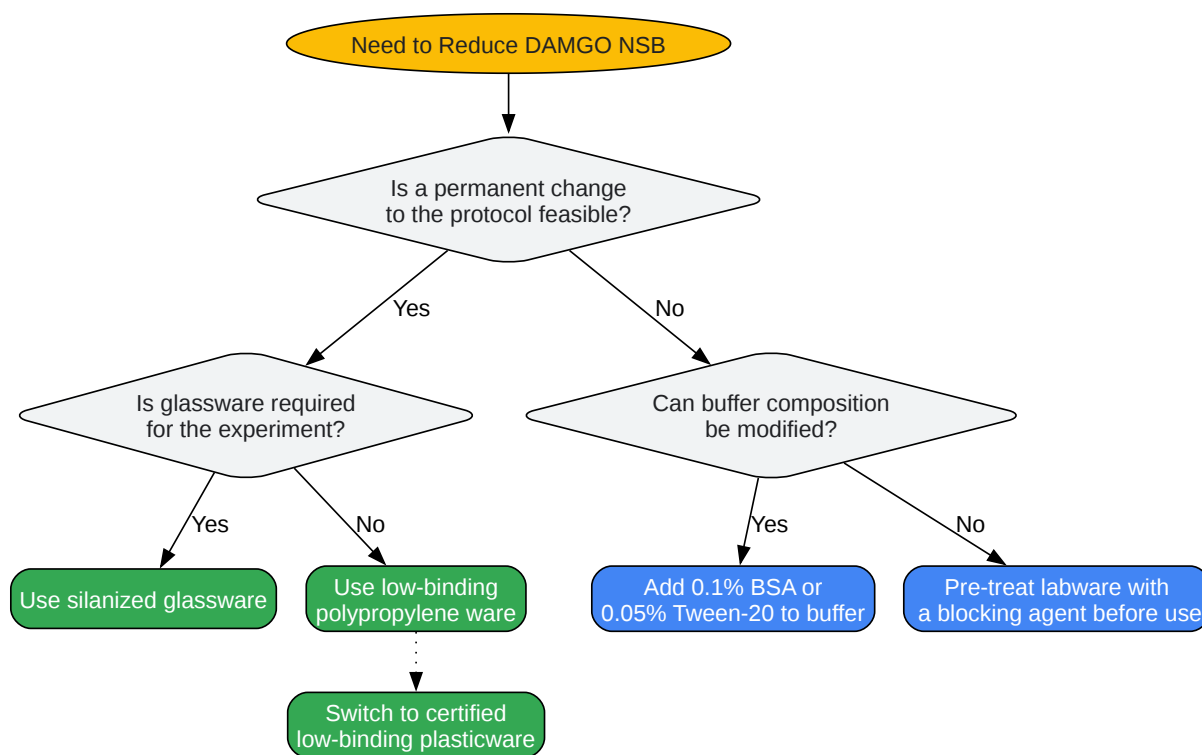 Need to Reduce DAMGO NSB
Is a permanent change
to the protocol feasible?
Yes
No
Is glassware required
for the experiment?
Can buffer composition
be modified?
Yes
No
Yes
No
Use silanized glassware
Use low-binding
polypropylene ware
Add 0.1% BSA or
0.05% Tween-20 to buffer
Pre-treat labware with
a blocking agent before use
Switch to certified
low-binding plasticware